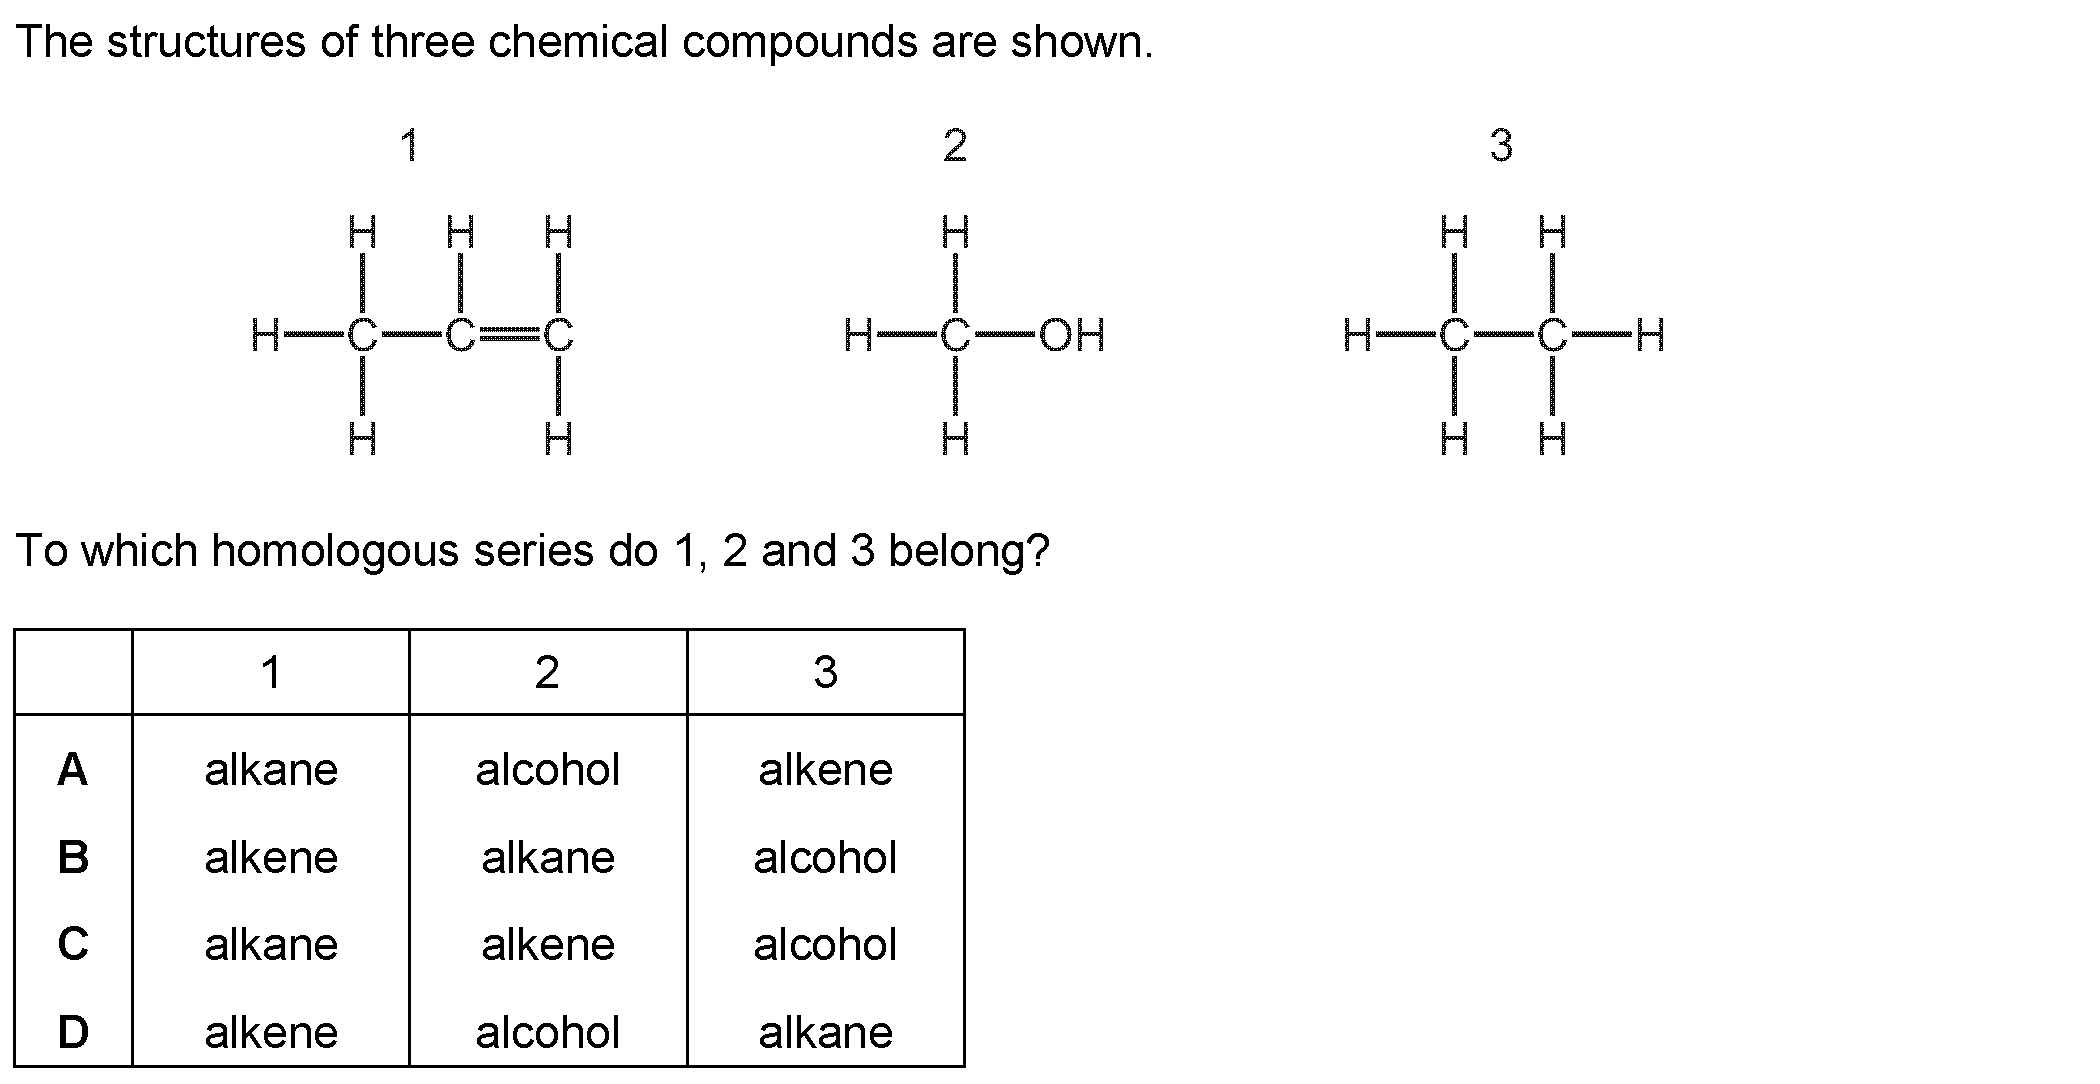 The structures of three chemical compounds are shown.
1 2 3
H H H H H H
H C C C H C OH H C C H
H H H H H
To which homologous series do 1, 2 and 3 belong?
1 2 3
A alkane alcohol alkene
B alkene alkane alcohol
C alkane alkene alcohol
D alkene alcohol alkane